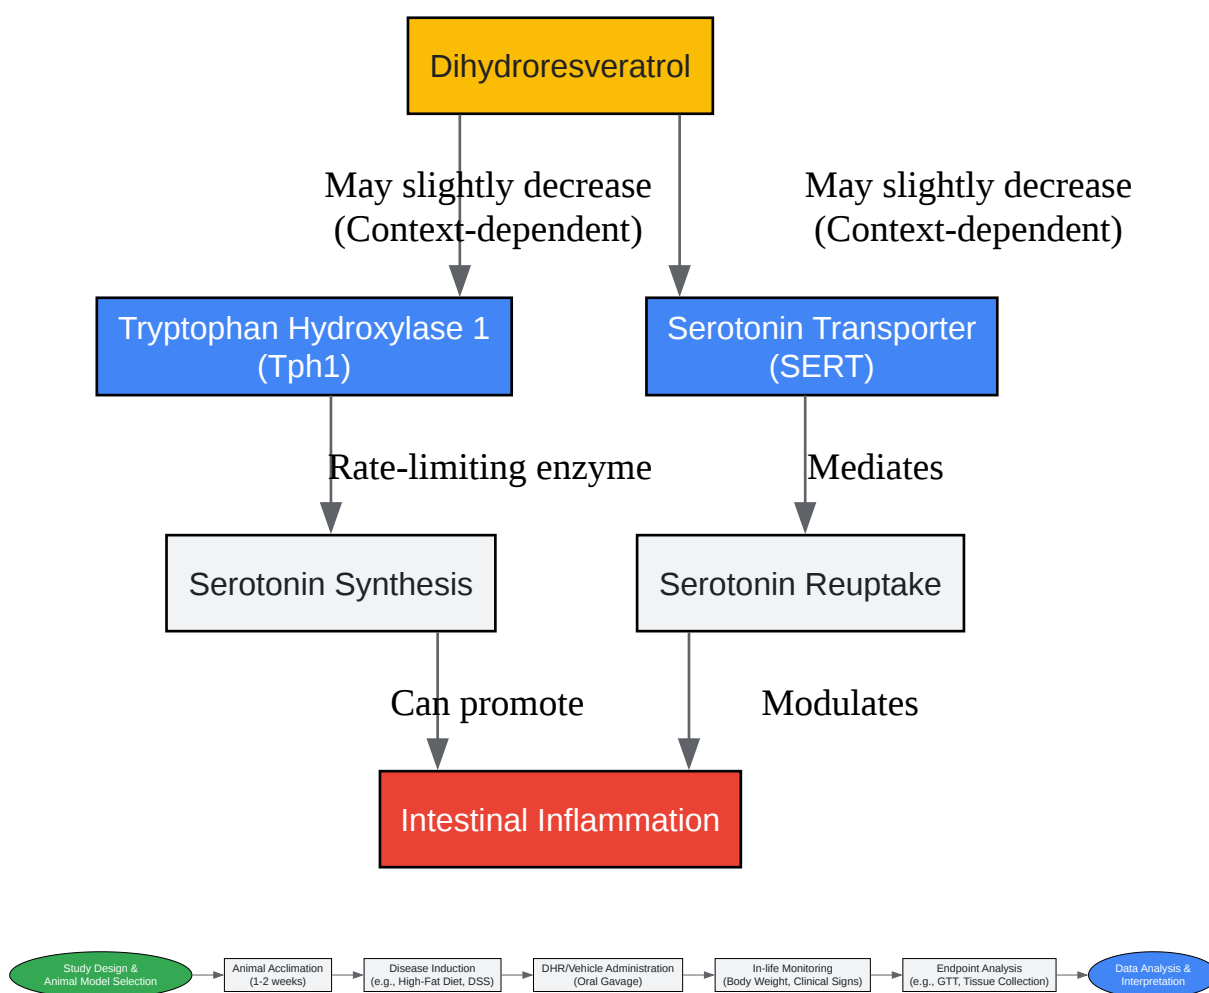 Dihydroresveratrol
May slightly decrease
(Context-dependent)
May slightly decrease
(Context-dependent)
Tryptophan Hydroxylase 1
(Tph1)
Serotonin Transporter
(SERT)
Rate-limiting enzyme
Mediates
Serotonin Synthesis
Serotonin Reuptake
Can promote
Modulates
Intestinal Inflammation
Study Design &
Animal Model Selection
Animal Acclimation
(1-2 weeks)
Disease Induction
(e.g., High-Fat Diet, DSS)
DHR/Vehicle Administration
(Oral Gavage)
In-life Monitoring
(Body Weight, Clinical Signs)
Endpoint Analysis
(e.g., GTT, Tissue Collection)
Data Analysis &
Interpretation